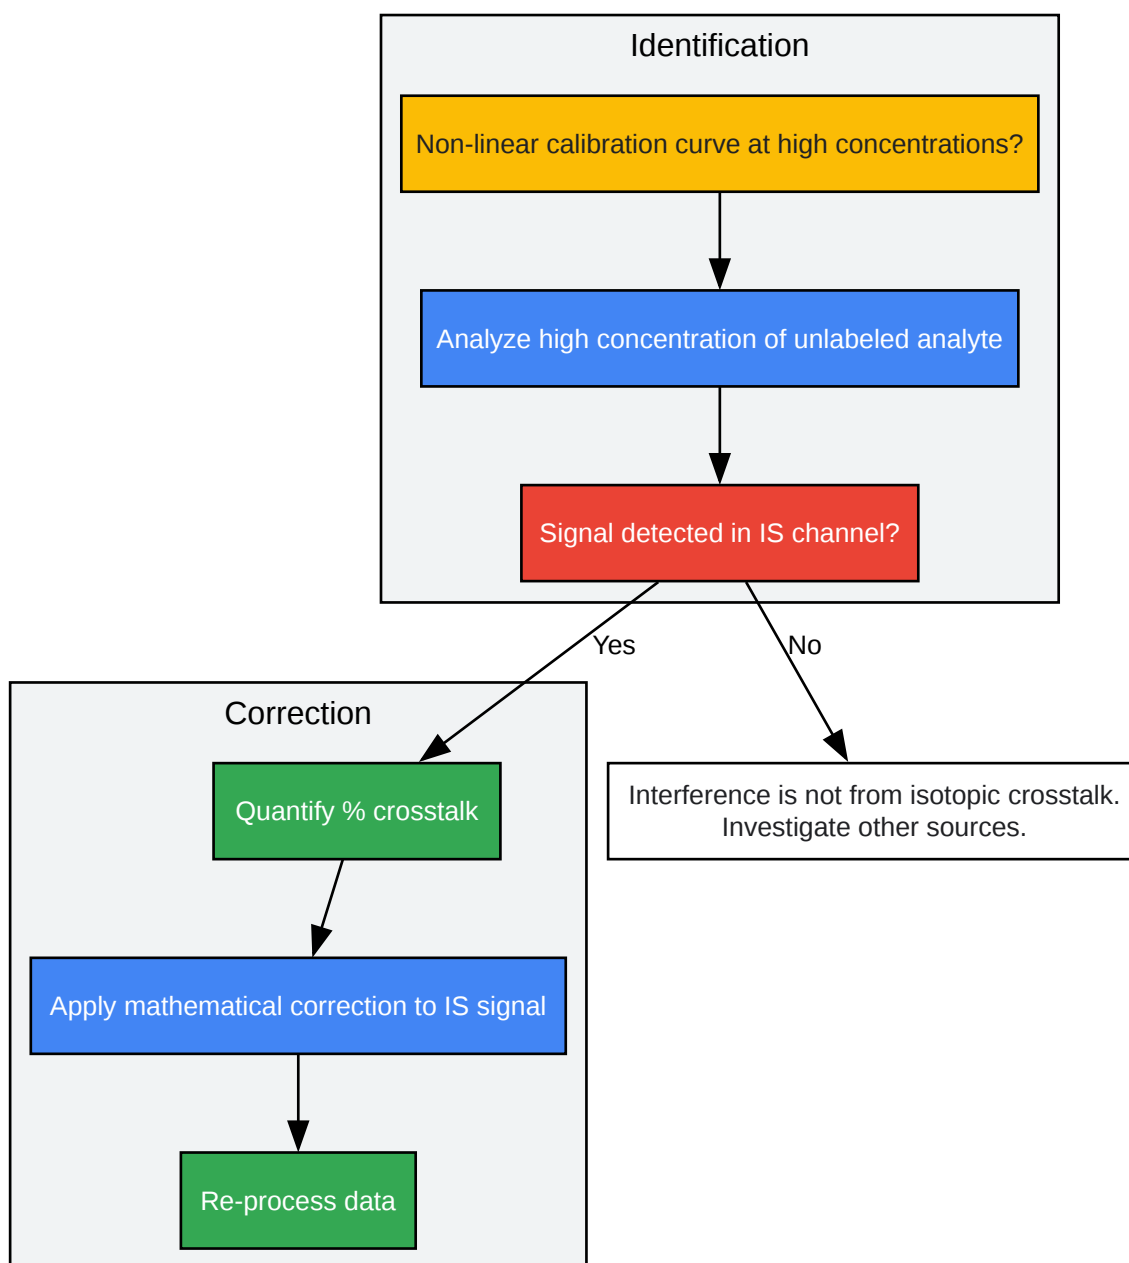 Identification
Non-linear calibration curve at high concentrations?
Analyze high concentration of unlabeled analyte
Signal detected in IS channel?
Yes
No
Correction
Quantify % crosstalk
Interference is not from isotopic crosstalk.
Investigate other sources.
Apply mathematical correction to IS signal
Re-process data